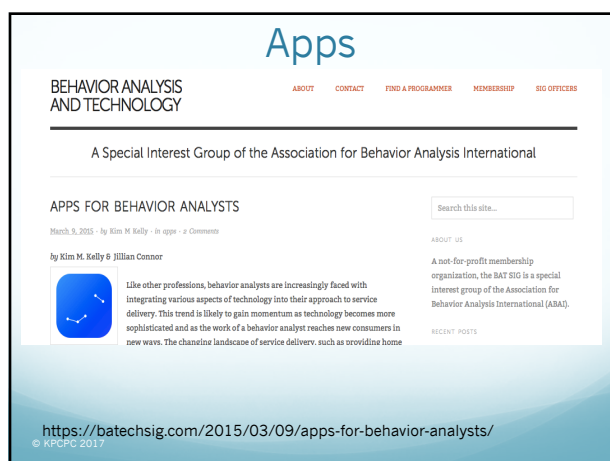 Apps
BEHAVIOR ANALYSIS
AND TECHNOLOGY
ABOUT CONTACT FIND A PROGRAMMER MEMBERSHIP SIG OFFICERS
A Special Interest Group of the Association for Behavior Analysis International
APPS FOR BEHAVIOR ANALYSTS
March 9, 2015 · by Kim M Kelly · in apps · 2 Comments
by Kim M. Kelly & Jillian Connor
Like other professions, behavior analysts are increasingly faced with
integrating various aspects of technology into their approach to service
delivery. This trend is likely to gain momentum as technology becomes more
sophisticated and as the work of a behavior analyst reaches new consumers in
new ways. The changing landscape of service delivery, such as providing home
Search this site...
ABOUT US
A not-for-profit membership
organization, the BAT SIG is a special
interest group of the Association for
Behavior Analysis International (ABAI).
RECENT POSTS
https://batechsig.com/2015/03/09/apps-for-behavior-analysts/
© KPCPC 2017